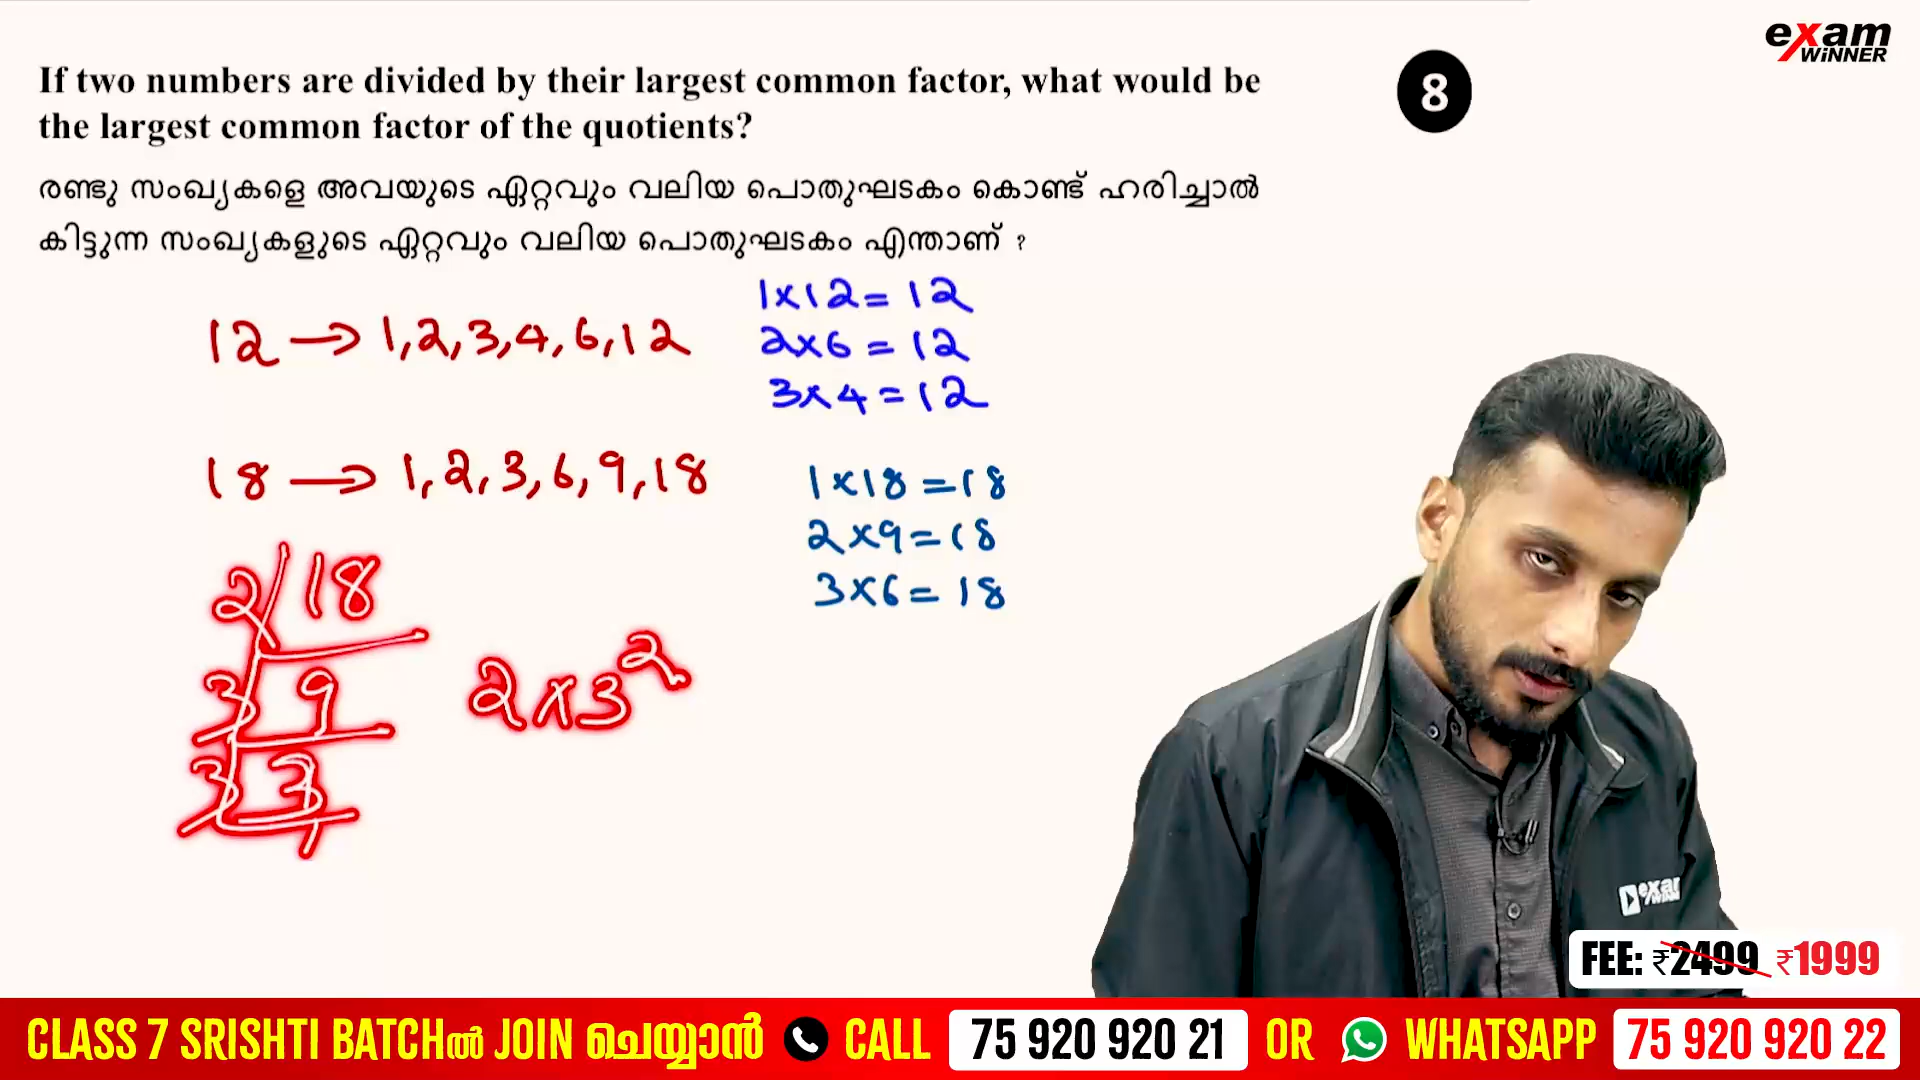 exam
WiNNER
If two numbers are divided by their largest common factor, what would be
the largest common factor of the quotients?
8
രണ്ടു സംഖ്യകളെ അവയുടെ ഏറ്റവും വലിയ പൊതുഘടകം കൊണ്ട് ഹരിച്ചാൽ
കിട്ടുന്ന സംഖ്യകളുടെ ഏറ്റവും വലിയ പൊതുഘടകം എന്താണ് ?
12 → 1,2,3,4,6,12
1×12=12
2×6=12
3×4=12
18 → 1,2,3,6,9,18
1×18=18
2×9=18
3×6=18
2 18
3 9
3 3
2×3²
exam
FEE: ₹2499 ₹1999
CLASS 7 SRISHTI BATCHൽ JOIN ചെയ്യാൻ CALL 75 920 920 21 OR WHATSAPP 75 920 920 22